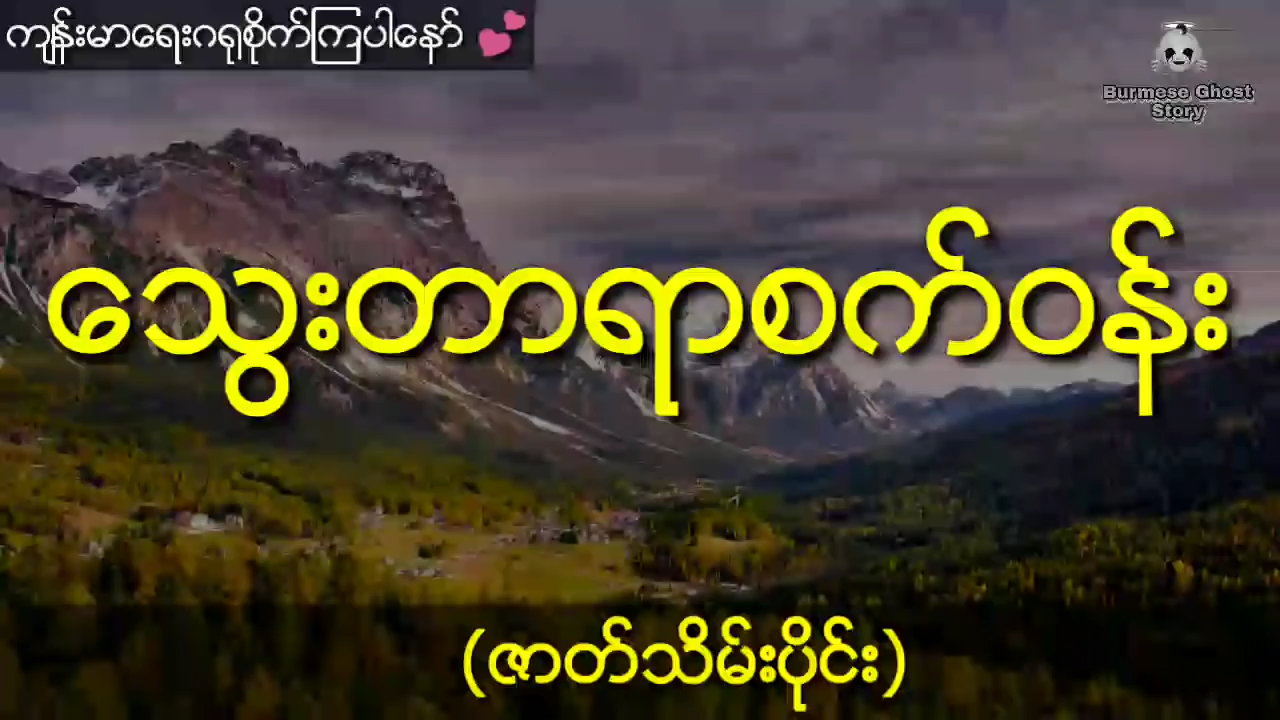 ကျန်းမာရေးဂရုစိုက်ကြပါနော် 💕
Burmese Ghost
Story
သွေးတာရာစက်ဝန်း
(ဇာတ်သိမ်းပိုင်း)